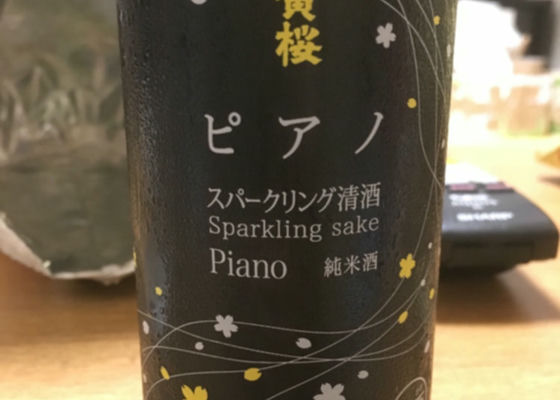 黄桜
ピアノ
スパークリング清酒
Sparkling sake
Piano 純米酒
SHARP